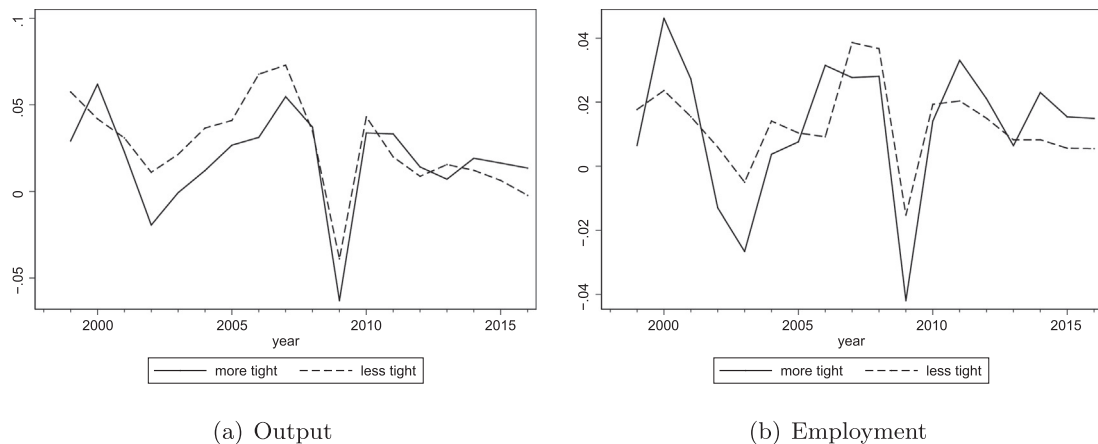 .1
.05
0
-.05
2000 2005 2010 2015
year
more tight less tight
(a) Output
.04
.02
0
-.02
-.04
2000 2005 2010 2015
year
more tight less tight
(b) Employment